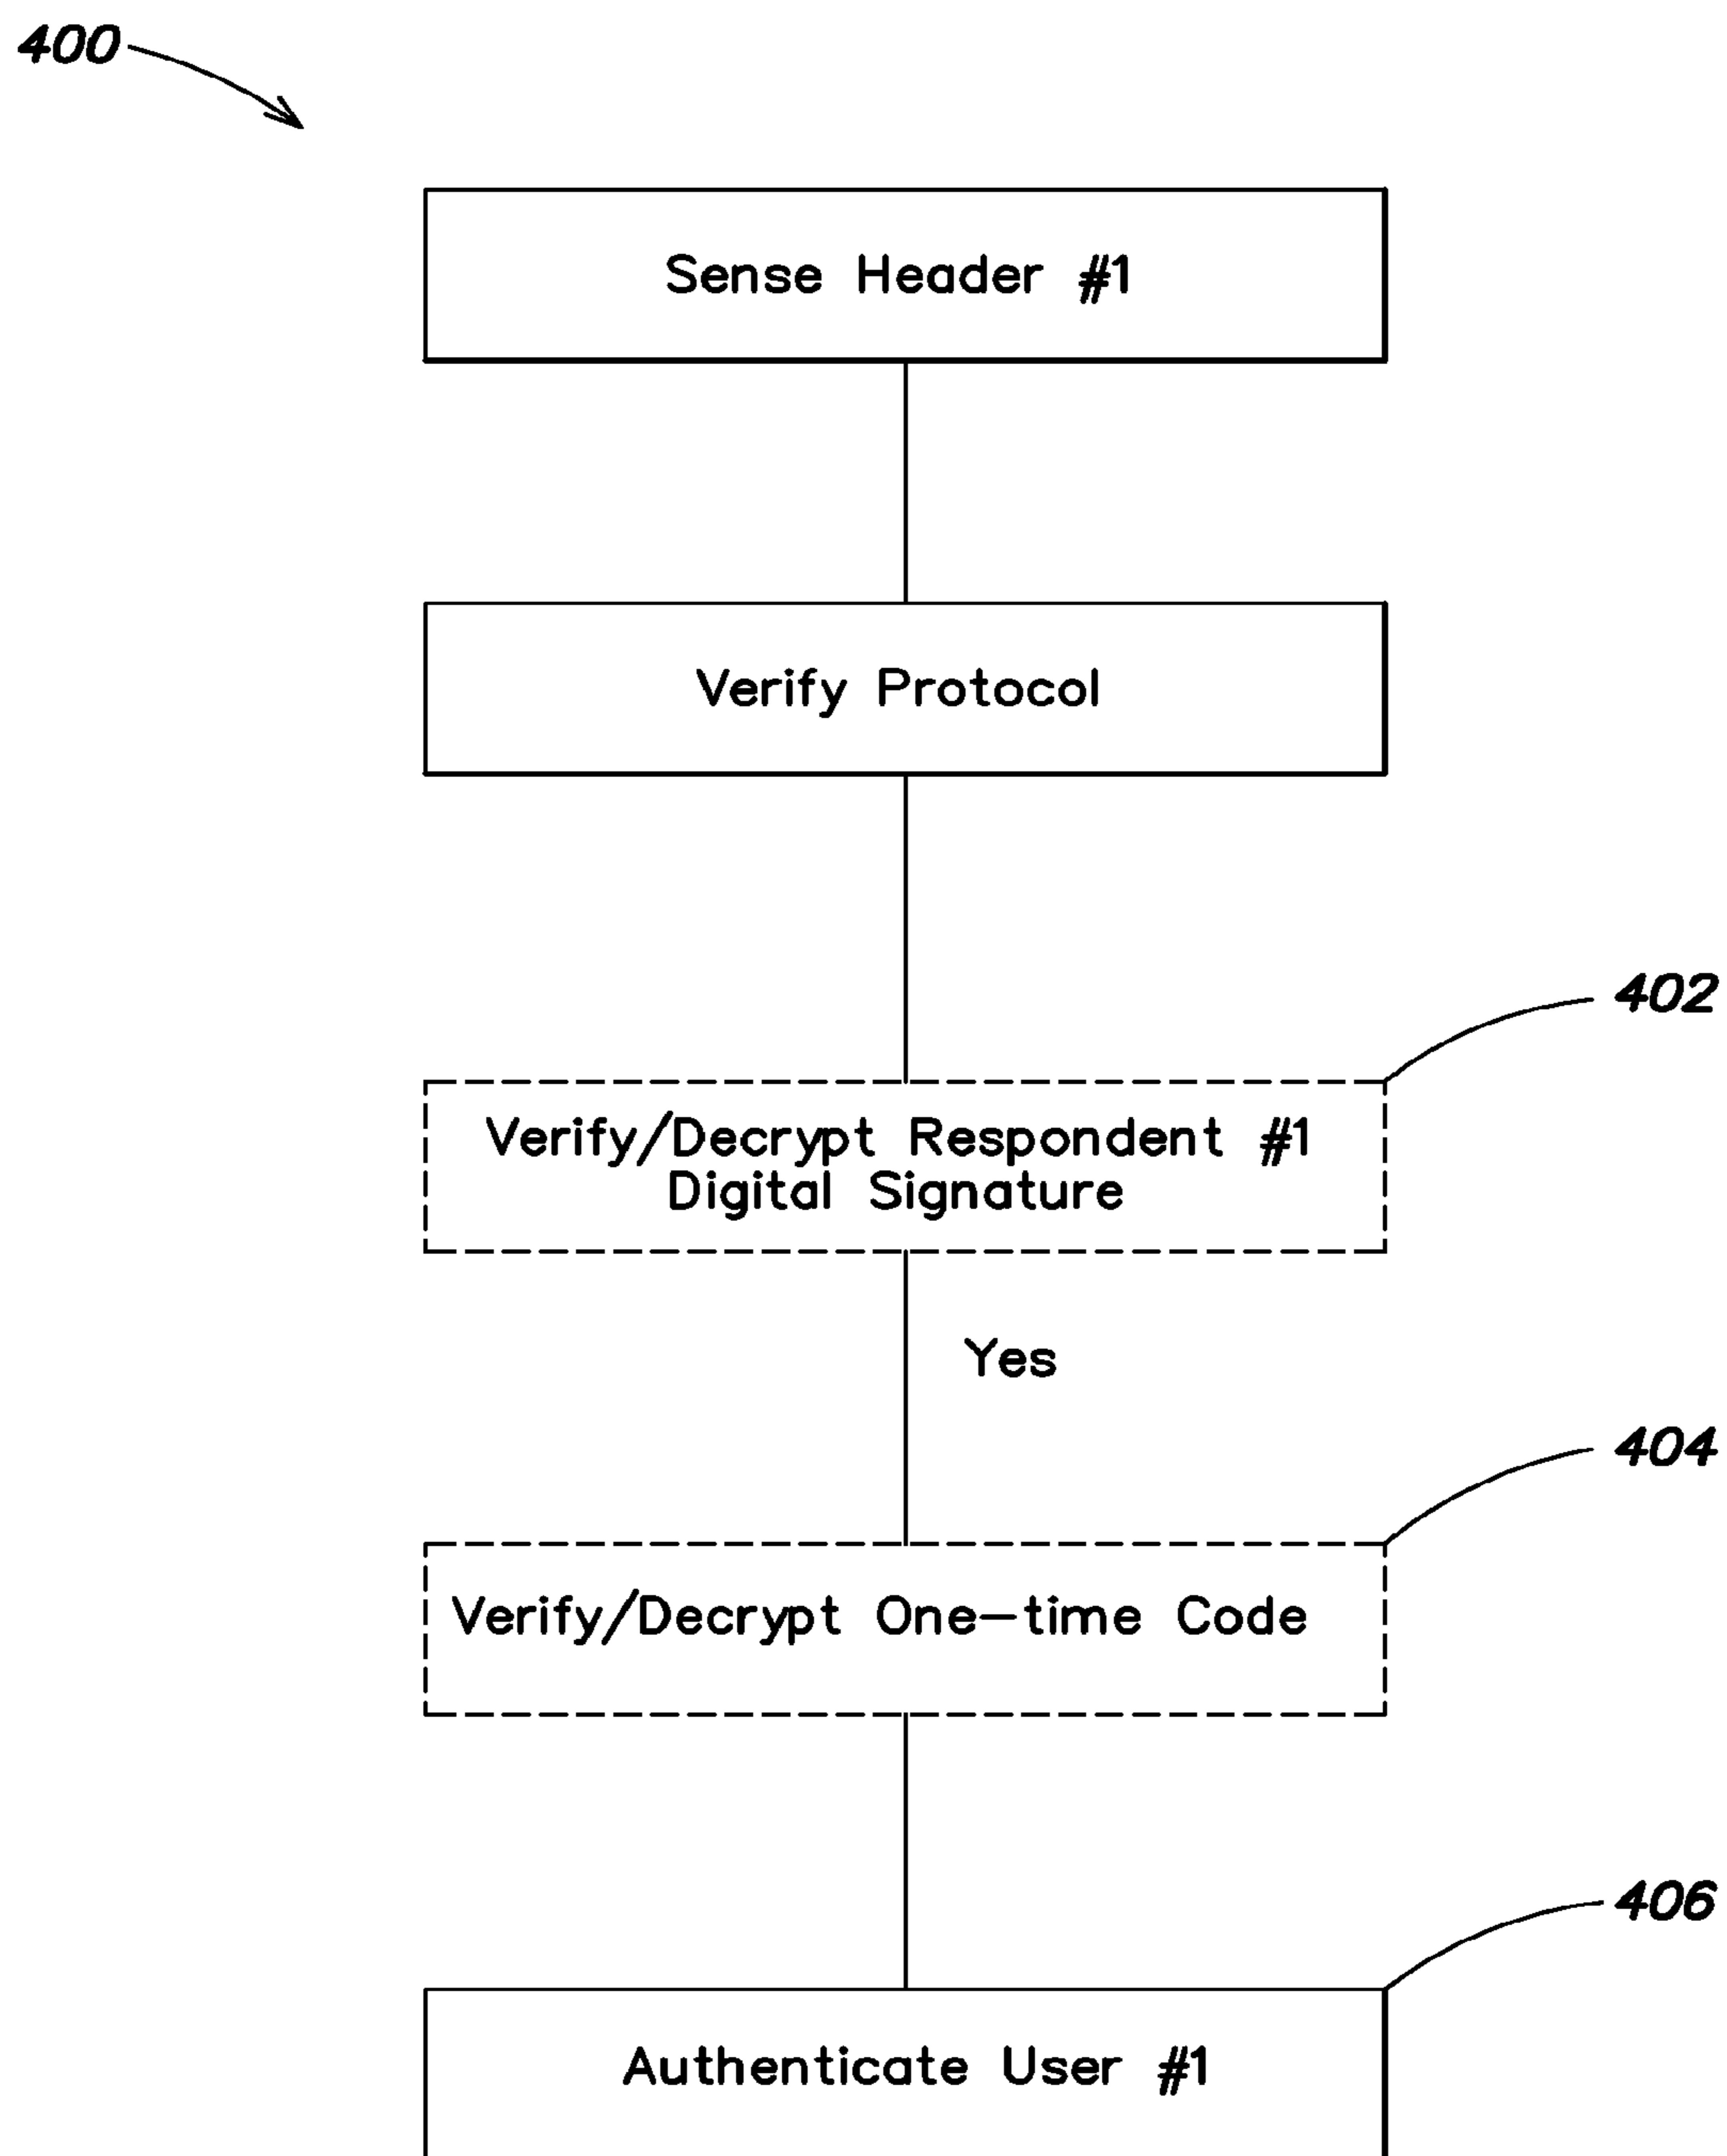 400
Sense Header #1
Verify Protocol
402
Verify/Decrypt Respondent #1
Digital Signature
Yes
404
Verify/Decrypt One-time Code
406
Authenticate User #1